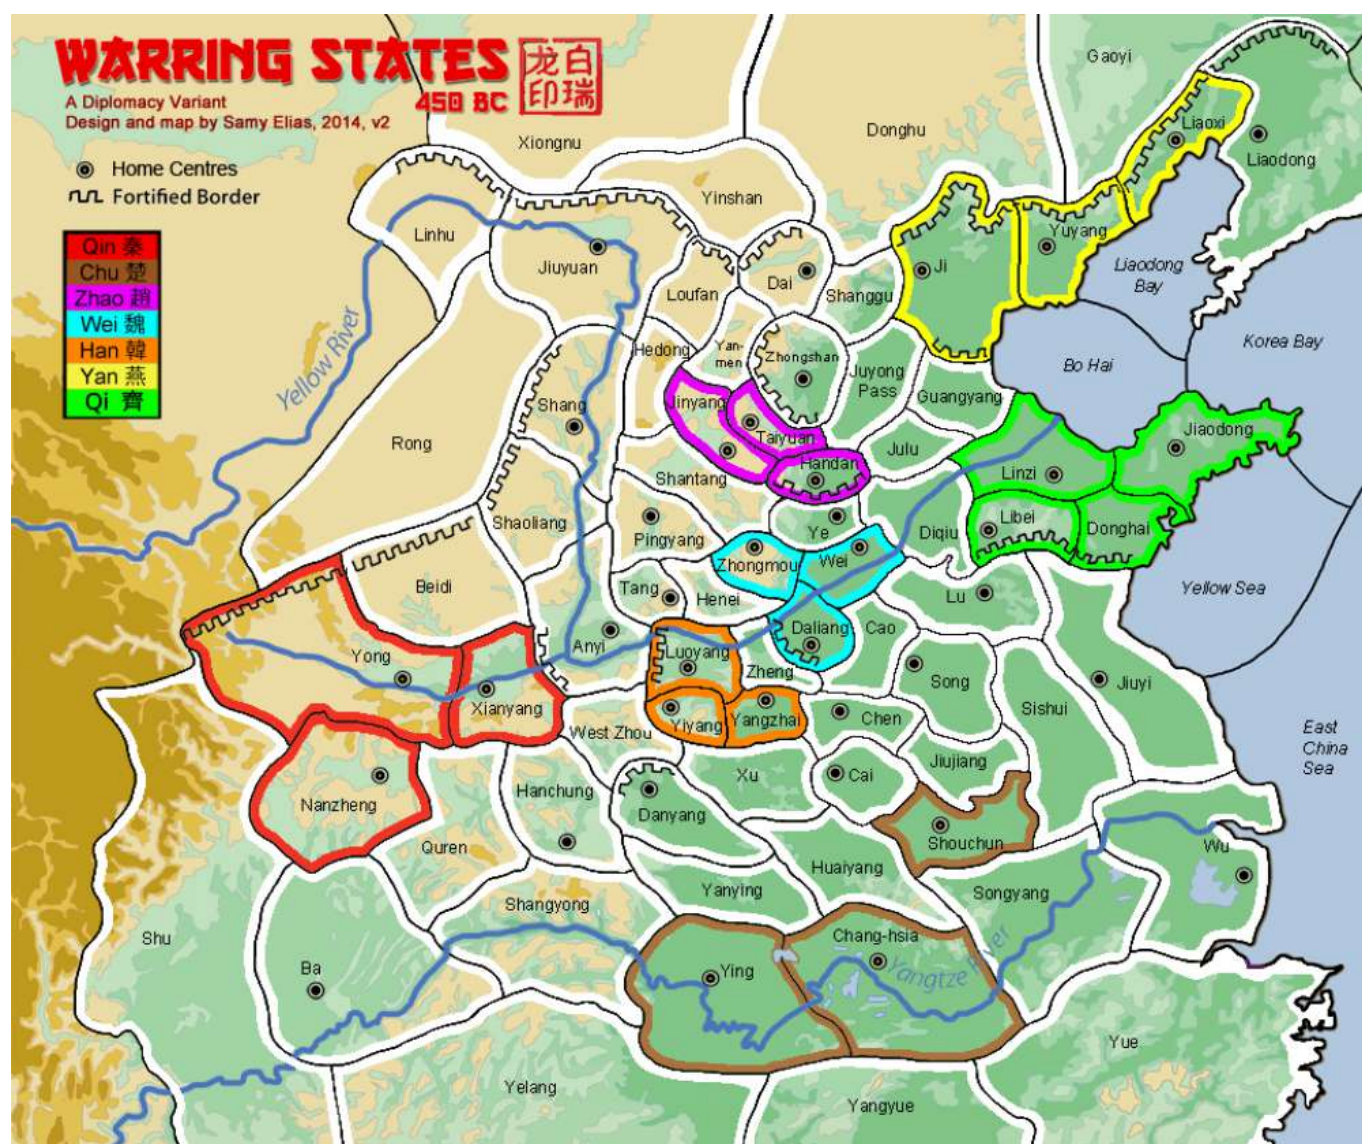 WARRING STATES
450 BC
龙白
印瑞
A Diplomacy Variant
Design and map by Samy Elias, 2014, v2
Home Centres
Fortified Border
Qin 秦
Chu 楚
Zhao 趙
Wei 魏
Han 韓
Yan 燕
Qi 齊
Gaoyi
Liaoxi
Liaodong
Donghu
Xiongnu
Yinshan
Linhu
Jiuyuan
Loufan
Dai
Shanggu
Ji
Yuyang
Liaodong
Bay
Korea Bay
Bo Hai
Yellow River
Hedong
Yan-
men
Zhongshan
Juyong
Pass
Guangyang
Shang
Jinyang
Taiyuan
Handan
Julu
Linzi
Jiaodong
Rong
Shantang
Shaoliang
Pingyang
Ye
Diqiu
Libei
Donghai
Zhongmou
Wei
Yellow Sea
Beidi
Tang
Henei
Lu
Anyi
Luoyang
Daliang
Cao
Yong
Zheng
Song
Jiuyi
Xianyang
Yiyang
Yangzhai
Chen
Sishui
East
China
Sea
West Zhou
Nanzheng
Hanchung
Xu
Cai
Jiujiang
Danyang
Quren
Shouchun
Wu
Huaiyang
Yanying
Songyang
Shangyong
Shu
Chang-hsia
Ba
Ying
Yangtze River
Yue
Yelang
Yangyue